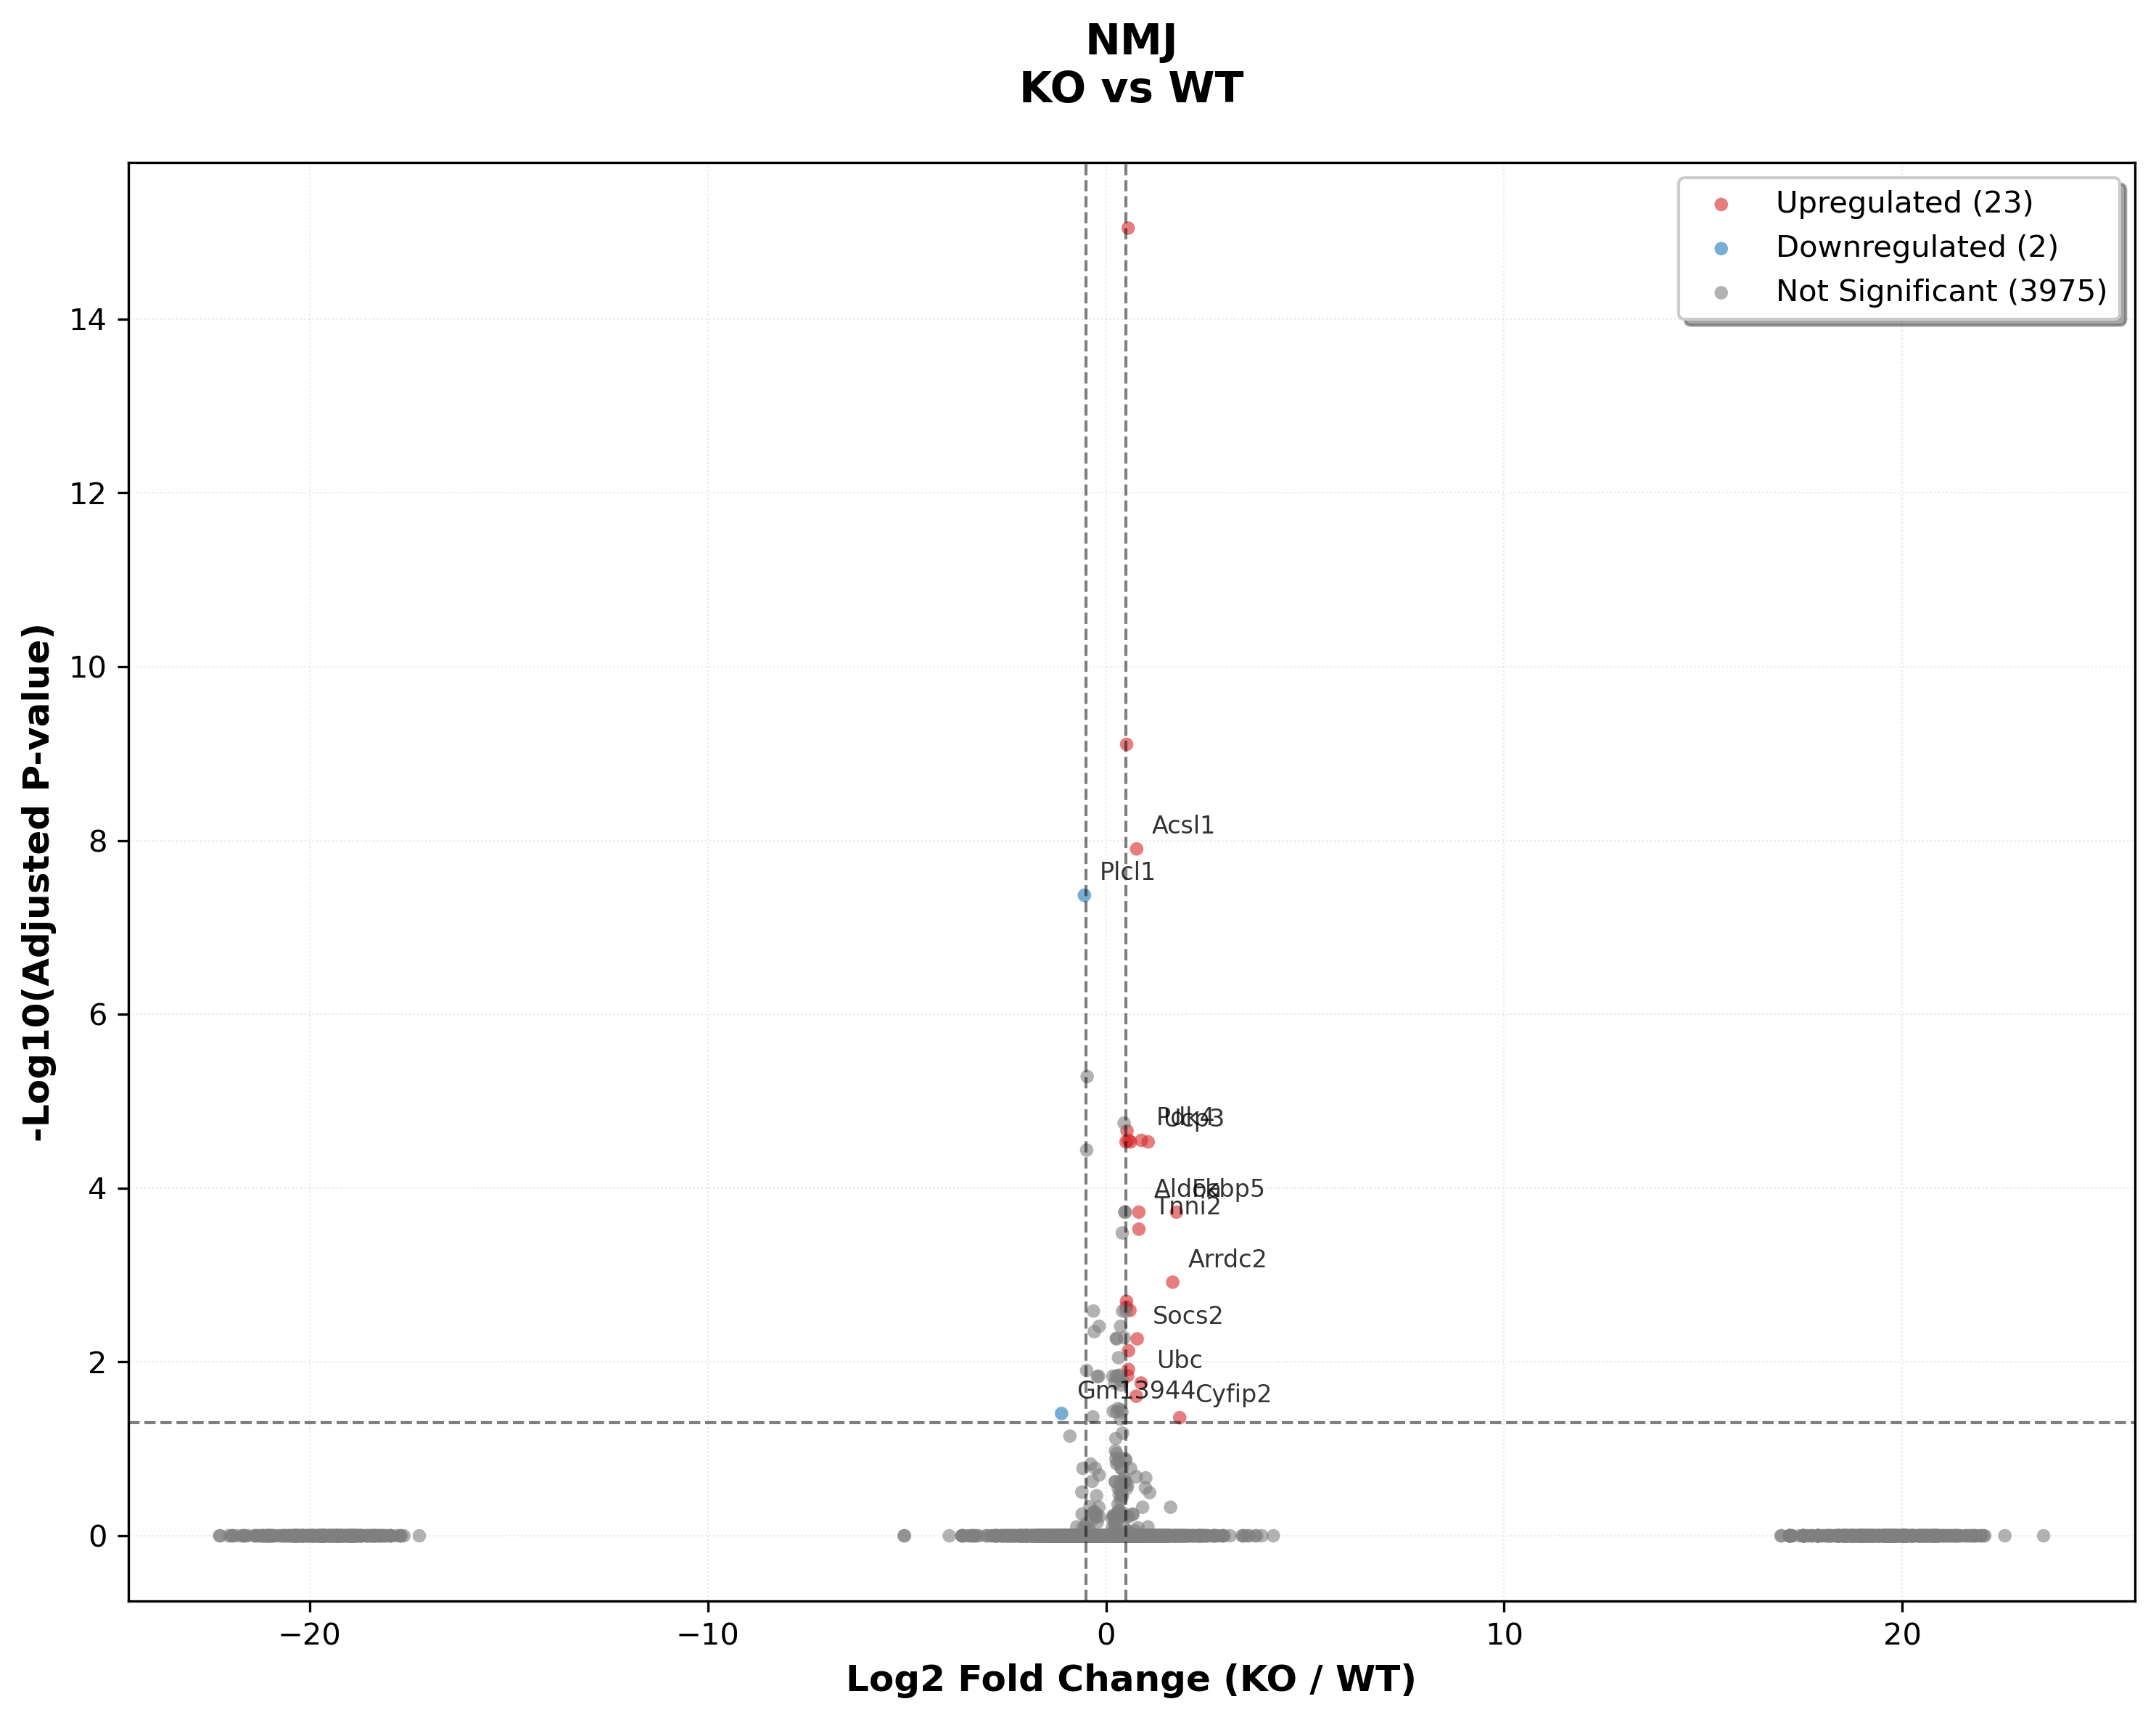 NMJ
KO vs WT
Upregulated (23)
Downregulated (2)
Not Significant (3975)
-Log10(Adjusted P-value)
14
12
10
8
6
4
2
0
Acsl1
Plcl1
Pdk4
Ucp3
Fkbp5
Tnni2
Arrdc2
Socs2
Ubc
Gm13944
Cyfip2
−20
−10
0
10
20
Log2 Fold Change (KO / WT)